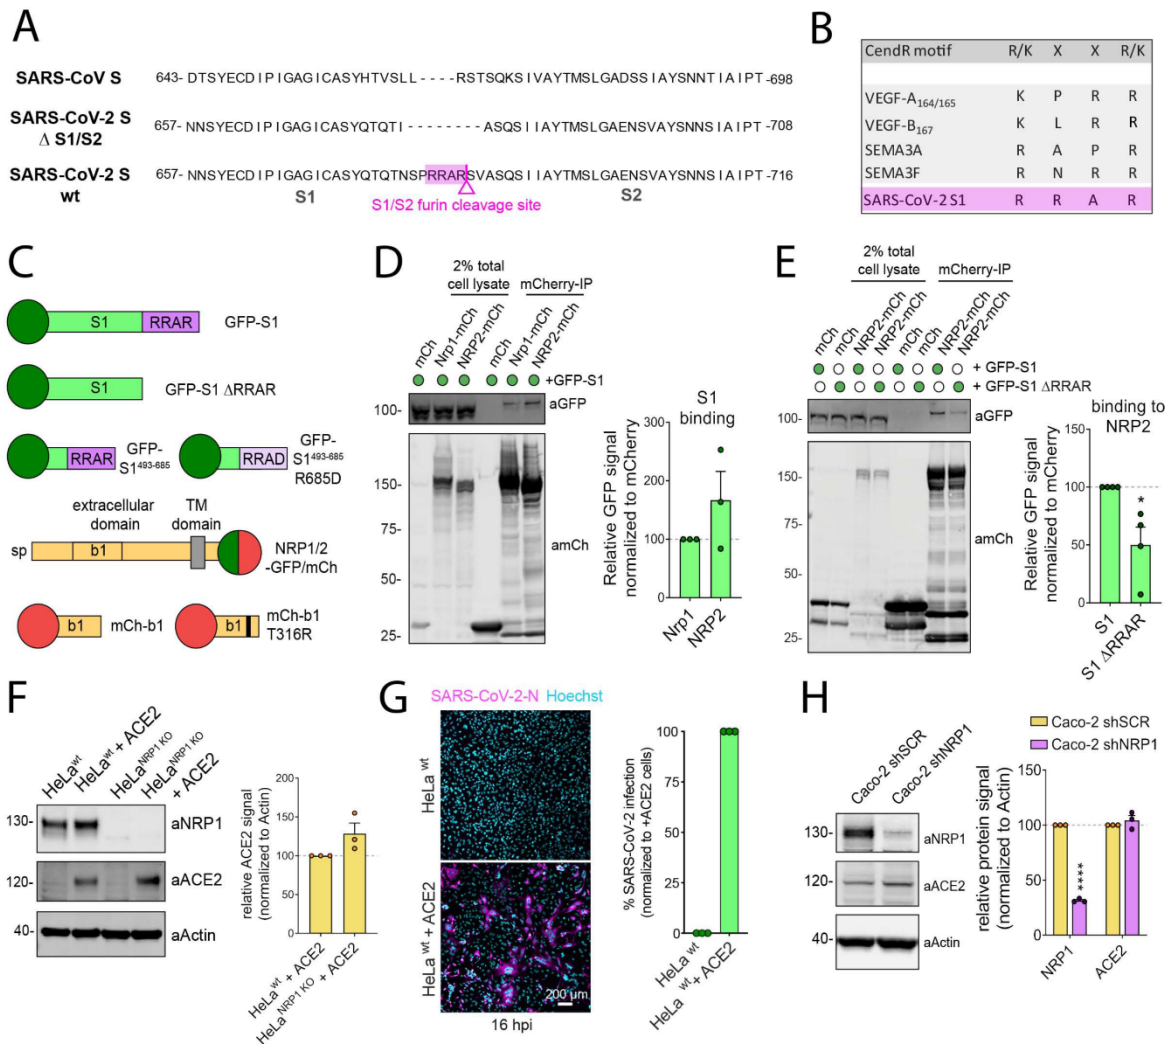 A
SARS-CoV S
643- DTSYECDIPIGAGICASYHTVSLL----RSTSQKSIVAYTMSLGADSSIAYSNNTIAIPT -698
SARS-CoV-2 S
Δ S1/S2
657- NNSYECDIPIGAGICASYQTQTI--------ASQSIIAYTMSLGAENSVAYSNNSIAIPT -708
SARS-CoV-2 S
wt
657- NNSYECDIPIGAGICASYQTQTNSPRRARSVASQSIIAYTMSLGAENSVAYSNNSIAIPT -716
S1
S2
S1/S2 furin cleavage site
B
CendR motif R/K X X R/K
VEGF-A164/165 K P R R
VEGF-B167 K L R R
SEMA3A R A P R
SEMA3F R N R R
SARS-CoV-2 S1 R R A R
C
S1 RRAR GFP-S1
S1 GFP-S1 ΔRRAR
RRAR GFP-
S1493-685
RRAD GFP-
S1493-685
R685D
extracellular
domain
TM
domain
sp b1 NRP1/2
-GFP/mCh
b1 mCh-b1
b1 mCh-b1
T316R
D
2% total
cell lysate
mCherry-IP
mCh
Nrp1-mCh
NRP2-mCh
mCh
Nrp1-mCh
NRP2-mCh
+GFP-S1
100-
aGFP
150-
75-
50-
37-
25-
amCh
S1
binding
Relative GFP signal
normalized to mCherry
300
200
100
0
Nrp1
NRP2
E
2% total
cell lysate
mCherry-IP
mCh
mCh
NRP2-mCh
NRP2-mCh
mCh
mCh
NRP2-mCh
NRP2-mCh
+ GFP-S1
+ GFP-S1 ΔRRAR
100-
aGFP
150-
75-
50-
37-
25-
amCh
binding to
NRP2
Relative GFP signal
normalized to mCherry
150
100
50
0
*
S1
S1 ΔRRAR
F
HeLawt
HeLawt + ACE2
HeLaNRP1 KO
HeLaNRP1 KO
+ ACE2
130-
aNRP1
120-
aACE2
40-
aActin
relative ACE2 signal
(normalized to Actin)
200
150
100
50
0
HeLawt + ACE2
HeLaNRP1 KO + ACE2
G
SARS-CoV-2-N Hoechst
HeLa wt
HeLa wt + ACE2
200 µm
16 hpi
% SARS-CoV-2 infection
(normalized to +ACE2 cells)
100
75
50
25
0
HeLa wt
HeLa wt + ACE2
H
Caco-2 shSCR
Caco-2 shNRP1
130-
aNRP1
120-
aACE2
40-
aActin
Caco-2 shSCR
Caco-2 shNRP1
relative protein signal
(normalized to Actin)
150
100
50
0
****
NRP1
ACE2